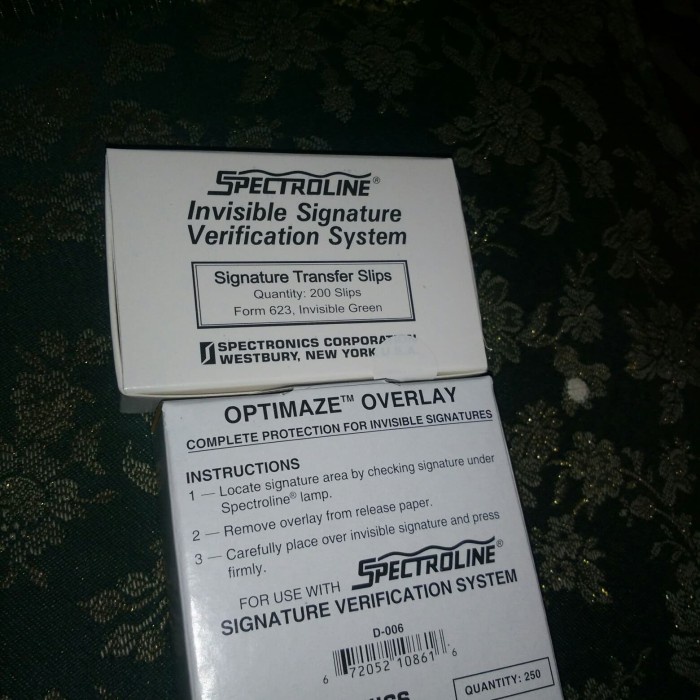 SPECTROLINE®
Invisible Signature
Verification System
Signature Transfer Slips
Quantity: 200 Slips
Form 623, Invisible Green
SPECTRONICS
WESTBURY, NEW YORK
OPTIMAZE™ OVERLAY
COMPLETE PROTECTION FOR INVISIBLE SIGNATURES
INSTRUCTIONS
1 — Locate signature area by checking signature under
Spectroline® lamp.
2 — Remove overlay from release paper.
3 — Carefully place over invisible signature and press
firmly.
FOR USE WITH SPECTROLINE®
SIGNATURE VERIFICATION SYSTEM
D-006
6 72052 10861 6
QUANTITY: 250